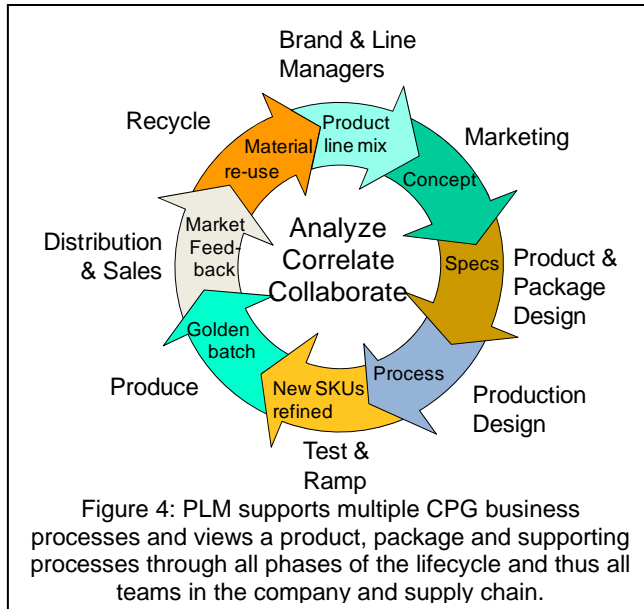 Brand & Line
Managers
Recycle
Product
line mix
Marketing
Material
re-use
Concept
Analyze
Correlate
Collaborate
Market
Feed-
back
Distribution
& Sales
Specs
Product &
Package
Design
Golden
batch
Process
New SKUs
refined
Produce
Production
Design
Test &
Ramp
Figure 4: PLM supports multiple CPG business
processes and views a product, package and supporting
processes through all phases of the lifecycle and thus all
teams in the company and supply chain.